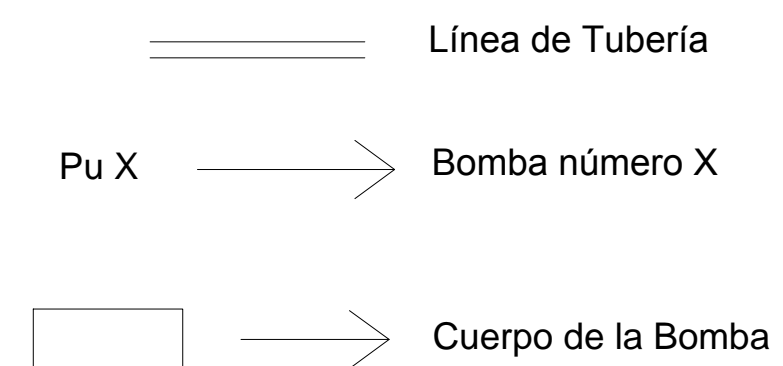 Línea de Tubería
Pu X Bomba número X
Cuerpo de la Bomba